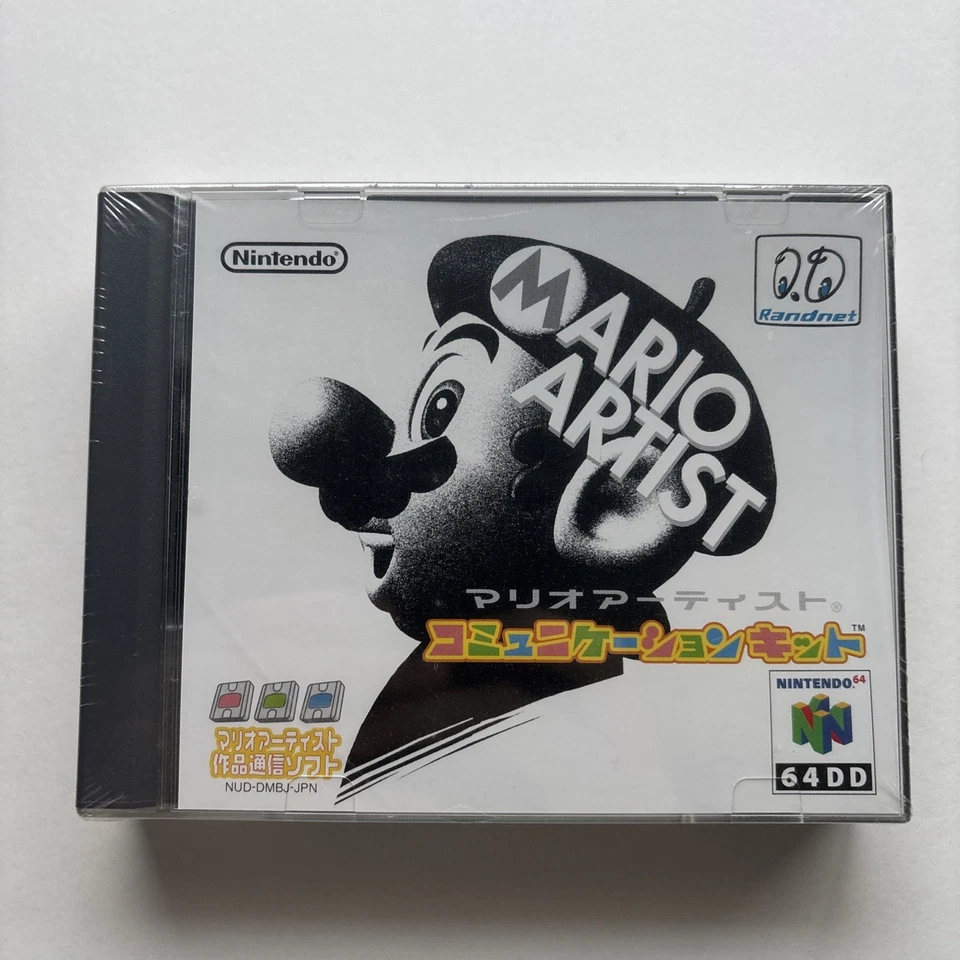 Nintendo®
Randnet
MARIO
ARTIST
マリオアーティスト®
コミュニケーションキット™
NINTENDO64
64DD
マリオアーティスト
作品通信ソフト
NUD-DMBJ-JPN